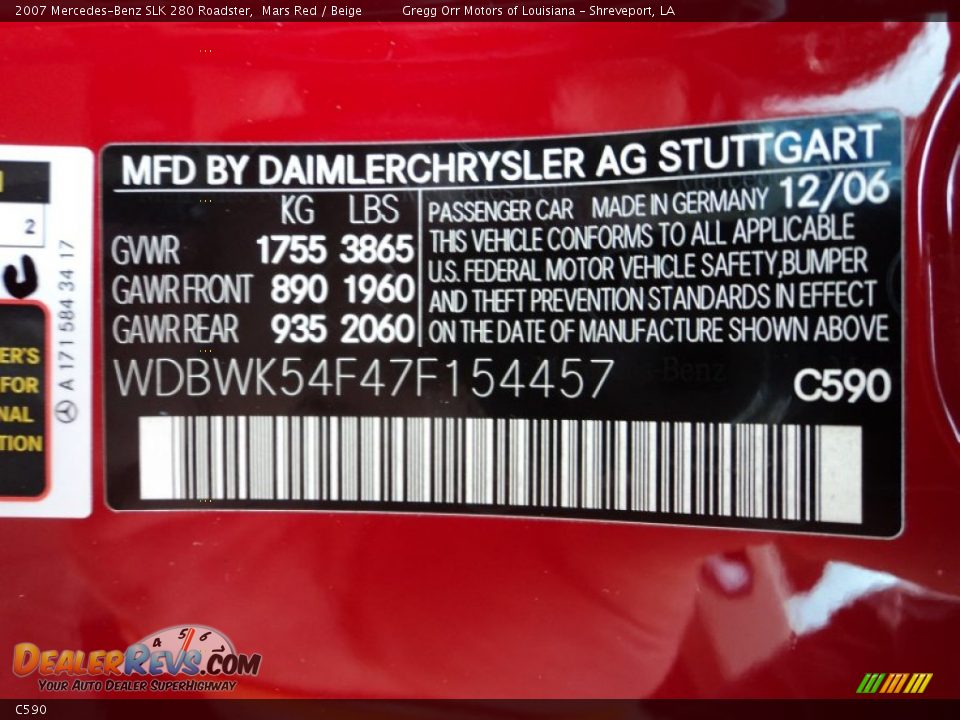 2007 Mercedes-Benz SLK 280 Roadster, Mars Red / Beige Gregg Orr Motors of Louisiana - Shreveport, LA
MFD BY DAIMLERCHRYSLER AG STUTTGART
KG LBS
GVWR 1755 3865
GAWR FRONT 890 1960
GAWR REAR 935 2060
PASSENGER CAR MADE IN GERMANY 12/06
THIS VEHICLE CONFORMS TO ALL APPLICABLE
U.S. FEDERAL MOTOR VEHICLE SAFETY, BUMPER
AND THEFT PREVENTION STANDARDS IN EFFECT
ON THE DATE OF MANUFACTURE SHOWN ABOVE
WDBWK54F47F154457
C590
2
A 171 584 34 17
ER'S
FOR
NAL
TION
4 5 6
DEALERREVS.COM
YOUR AUTO DEALER SUPERHIGHWAY
C590